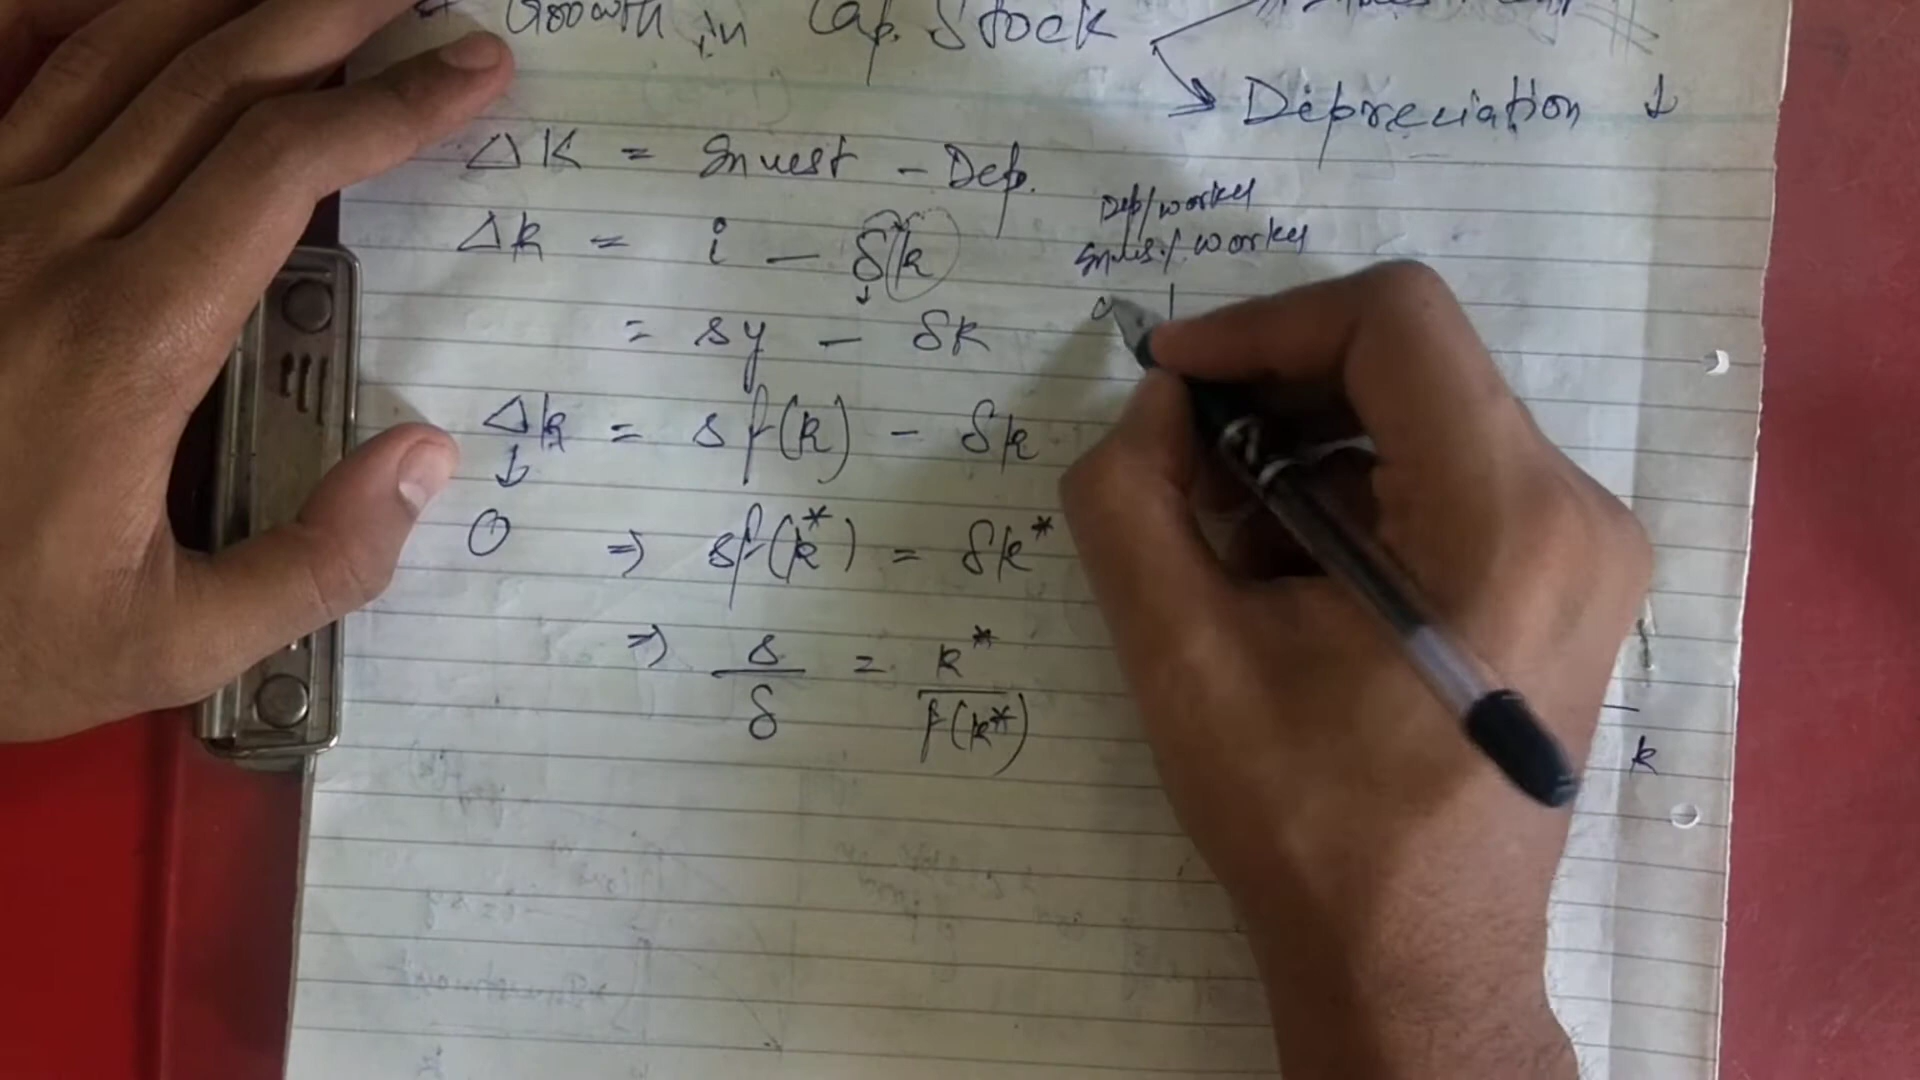 Growth in Cap. Stock
Depreciation ↓
ΔK = Invest - Dep.
Dep/worker
Inves./worker
Δk = i - δk
↓
= sy - δk
Δk = sf(k) - δk
↓
0 ⇒ sf(k*) = δk*
⇒ s/δ = k*/f(k*)
k